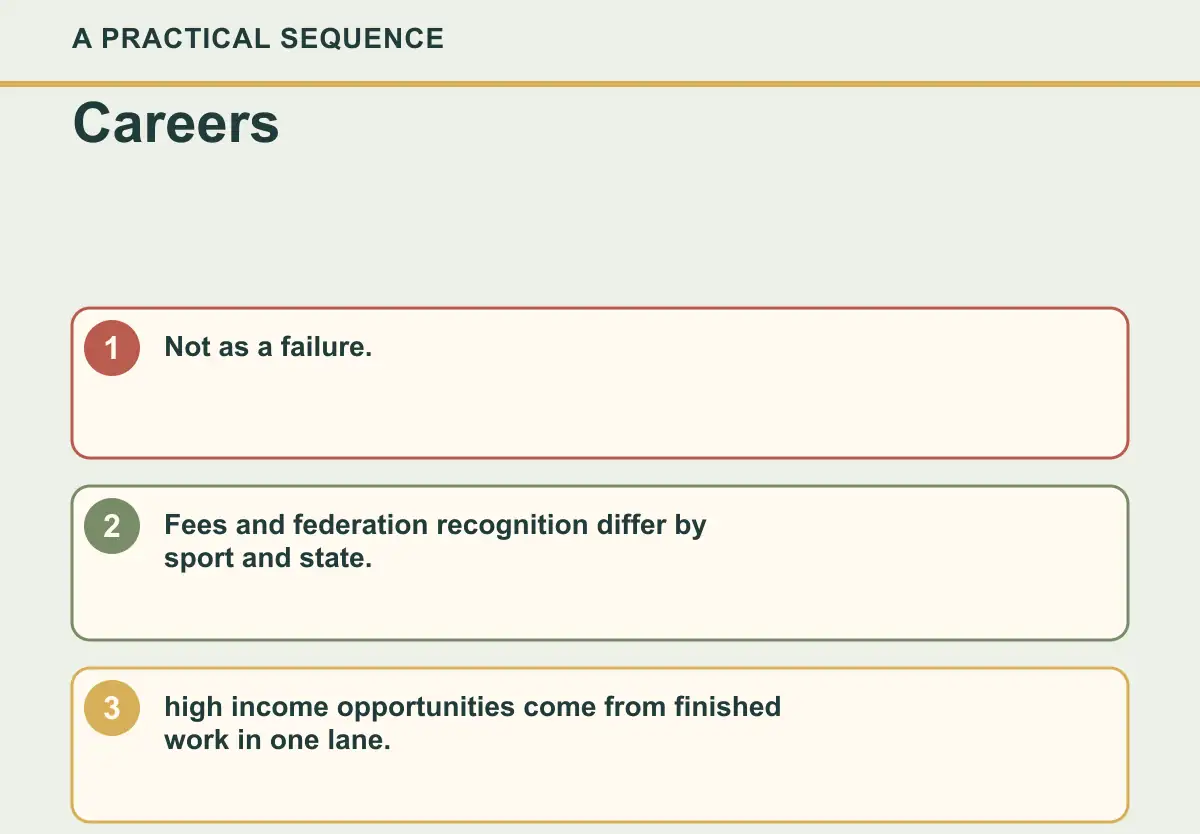 A PRACTICAL SEQUENCE
Careers
1
Not as a failure.
2
Fees and federation recognition differ by
sport and state.
3
high income opportunities come from finished
work in one lane.